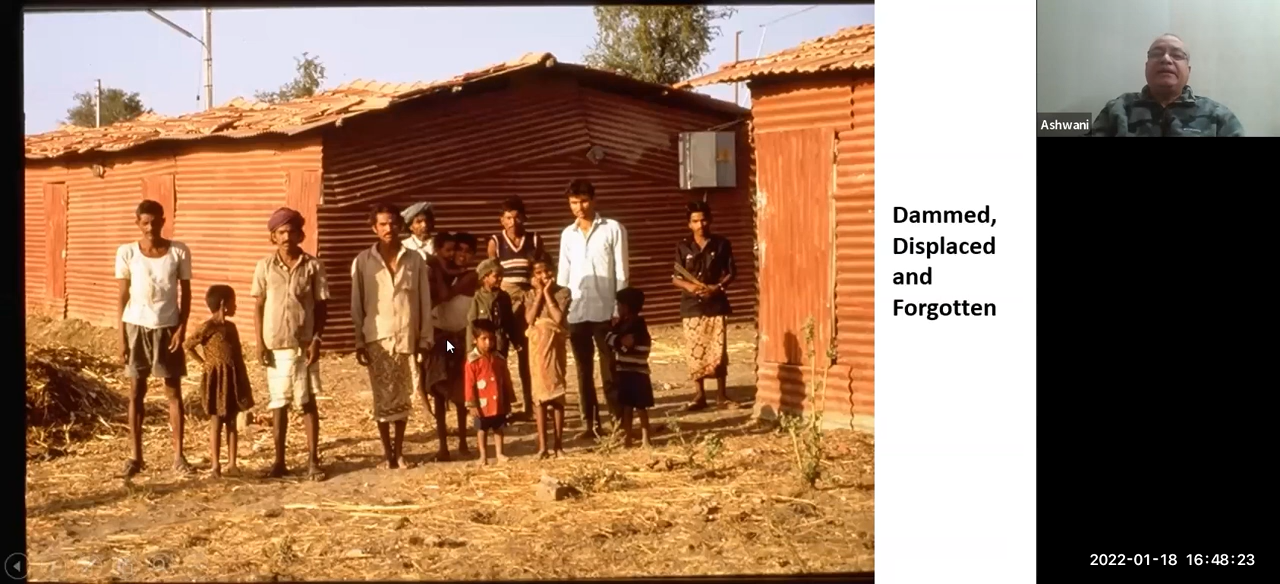 Dammed,
Displaced
and
Forgotten
Ashwani
2022-01-18 16:48:23